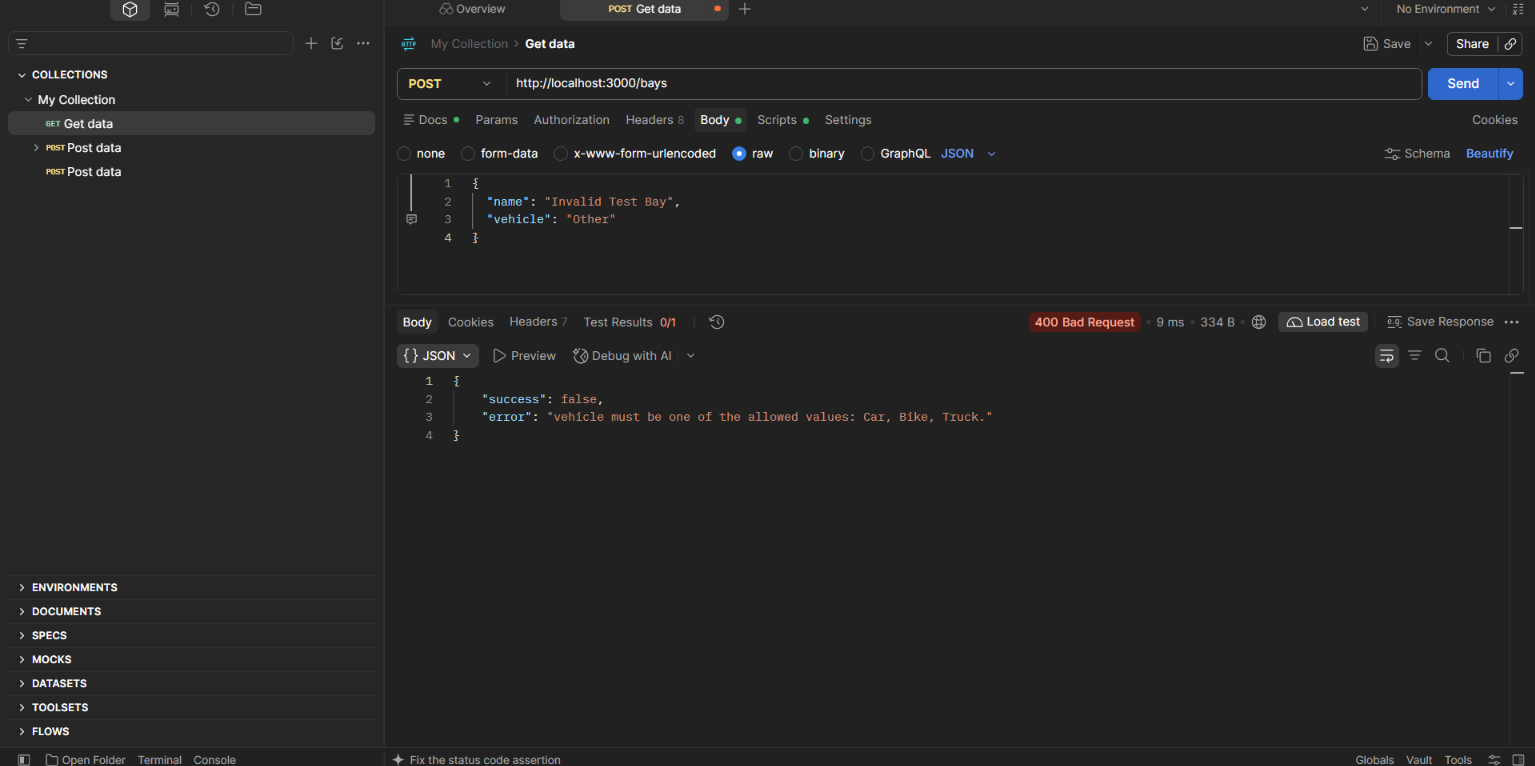 Overview
POST Get data
No Environment
My Collection > Get data
Save
Share
COLLECTIONS
My Collection
GET Get data
POST Post data
POST Post data
POST
http://localhost:3000/bays
Send
Docs
Params
Authorization
Headers 8
Body
Scripts
Settings
Cookies
none
form-data
x-www-form-urlencoded
raw
binary
GraphQL
JSON
Schema
Beautify
1 {
2 "name": "Invalid Test Bay",
3 "vehicle": "Other"
4 }
Body
Cookies
Headers 7
Test Results 0/1
400 Bad Request
9 ms
334 B
Load test
e.g. Save Response
{} JSON
Preview
Debug with AI
1 {
2 "success": false,
3 "error": "vehicle must be one of the allowed values: Car, Bike, Truck."
4 }
ENVIRONMENTS
DOCUMENTS
SPECS
MOCKS
DATASETS
TOOLSETS
FLOWS
Open Folder
Terminal
Console
Fix the status code assertion
Globals
Vault
Tools